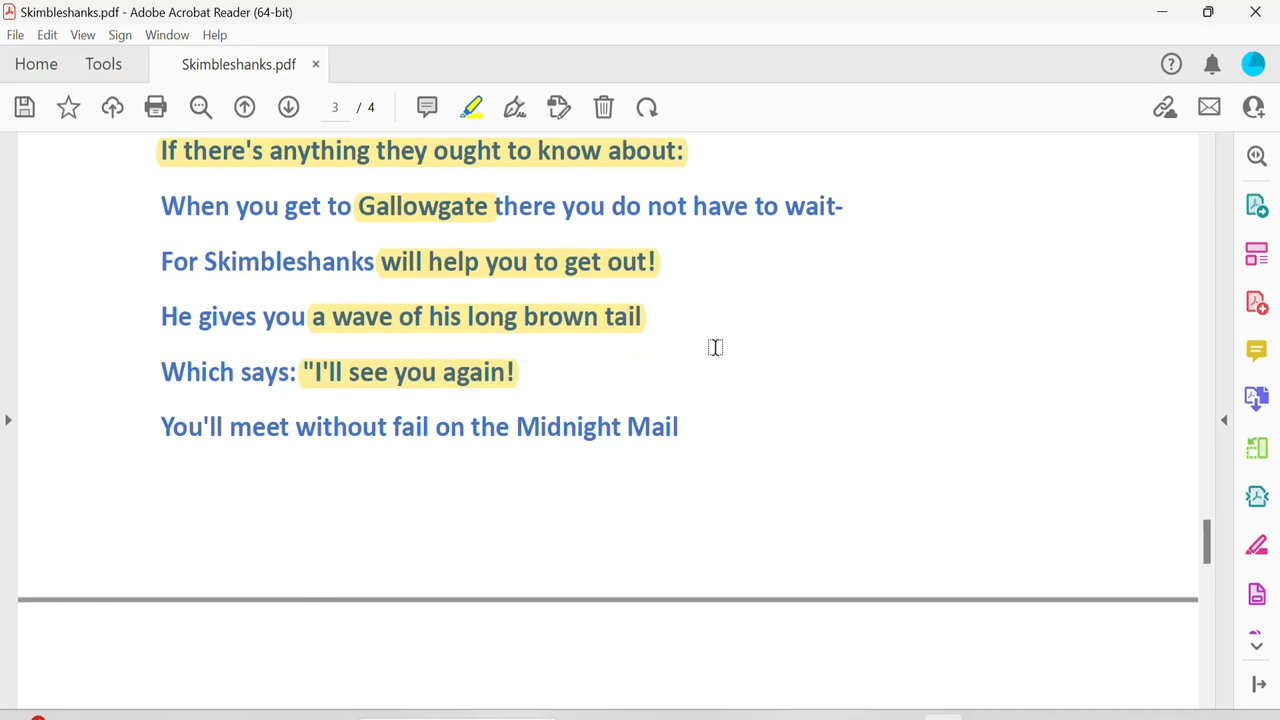 Skimbleshanks.pdf - Adobe Acrobat Reader (64-bit)
File Edit View Sign Window Help
Home Tools Skimbleshanks.pdf ×
3 / 4
If there's anything they ought to know about:
When you get to Gallowgate there you do not have to wait-
For Skimbleshanks will help you to get out!
He gives you a wave of his long brown tail
Which says: "I'll see you again!
You'll meet without fail on the Midnight Mail